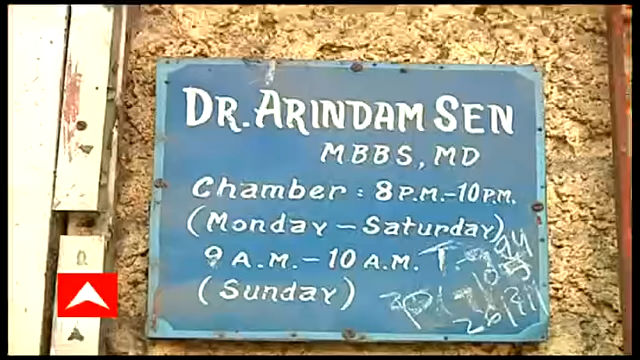 DR. ARINDAM SEN
MBBS, MD
Chamber : 8 P.M. - 10 P.M.
(Monday - Saturday)
9 A.M. - 10 A.M.
(Sunday)